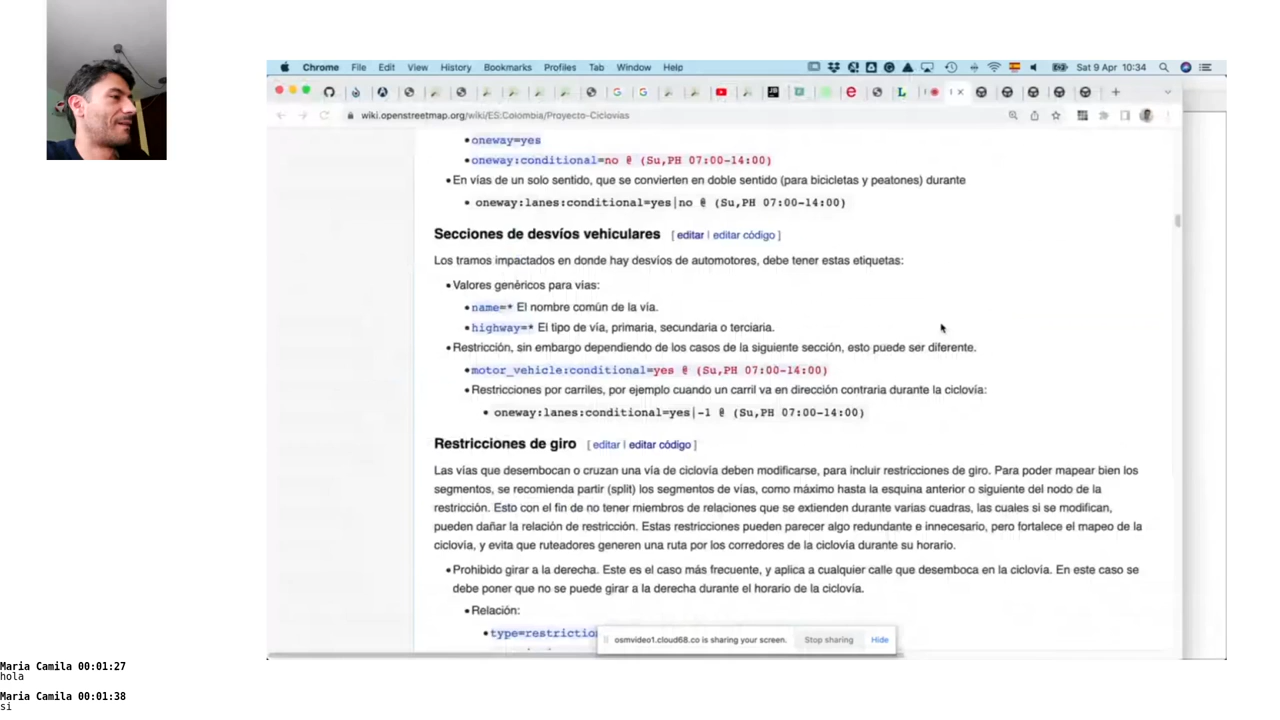 Chrome File Edit View History Bookmarks Profiles Tab Window Help Sat 9 Apr 10:34
wiki.openstreetmap.org/wiki/ES:Colombia/Proyecto-Ciclovías
•oneway=yes
•oneway:conditional=no @ (Su,PH 07:00-14:00)
•En vías de un solo sentido, que se convierten en doble sentido (para bicicletas y peatones) durante
• oneway:lanes:conditional=yes|no @ (Su,PH 07:00-14:00)
Secciones de desvíos vehiculares [ editar | editar código ]
Los tramos impactados en donde hay desvíos de automotores, debe tener estas etiquetas:
•Valores genéricos para vías:
•name=* El nombre común de la vía.
•highway=* El tipo de vía, primaria, secundaria o terciaria.
•Restricción, sin embargo dependiendo de los casos de la siguiente sección, esto puede ser diferente.
•motor_vehicle:conditional=yes @ (Su,PH 07:00-14:00)
•Restricciones por carriles, por ejemplo cuando un carril va en dirección contraria durante la ciclovía:
• oneway:lanes:conditional=yes|-1 @ (Su,PH 07:00-14:00)
Restricciones de giro [ editar | editar código ]
Las vías que desembocan o cruzan una vía de ciclovía deben modificarse, para incluir restricciones de giro. Para poder mapear bien los
segmentos, se recomienda partir (split) los segmentos de vías, como máximo hasta la esquina anterior o siguiente del nodo de la
restricción. Esto con el fin de no tener miembros de relaciones que se extienden durante varias cuadras, las cuales si se modifican,
pueden dañar la relación de restricción. Estas restricciones pueden parecer algo redundante e innecesario, pero fortalece el mapeo de la
ciclovía, y evita que ruteadores generen una ruta por los corredores de la ciclovía durante su horario.
•Prohibido girar a la derecha. Este es el caso más frecuente, y aplica a cualquier calle que desemboca en la ciclovía. En este caso se
debe poner que no se puede girar a la derecha durante el horario de la ciclovía.
•Relación:
•type=restriction
osmvideo1.cloud68.co is sharing your screen. Stop sharing Hide
Maria Camila 00:01:27
hola
Maria Camila 00:01:38
si